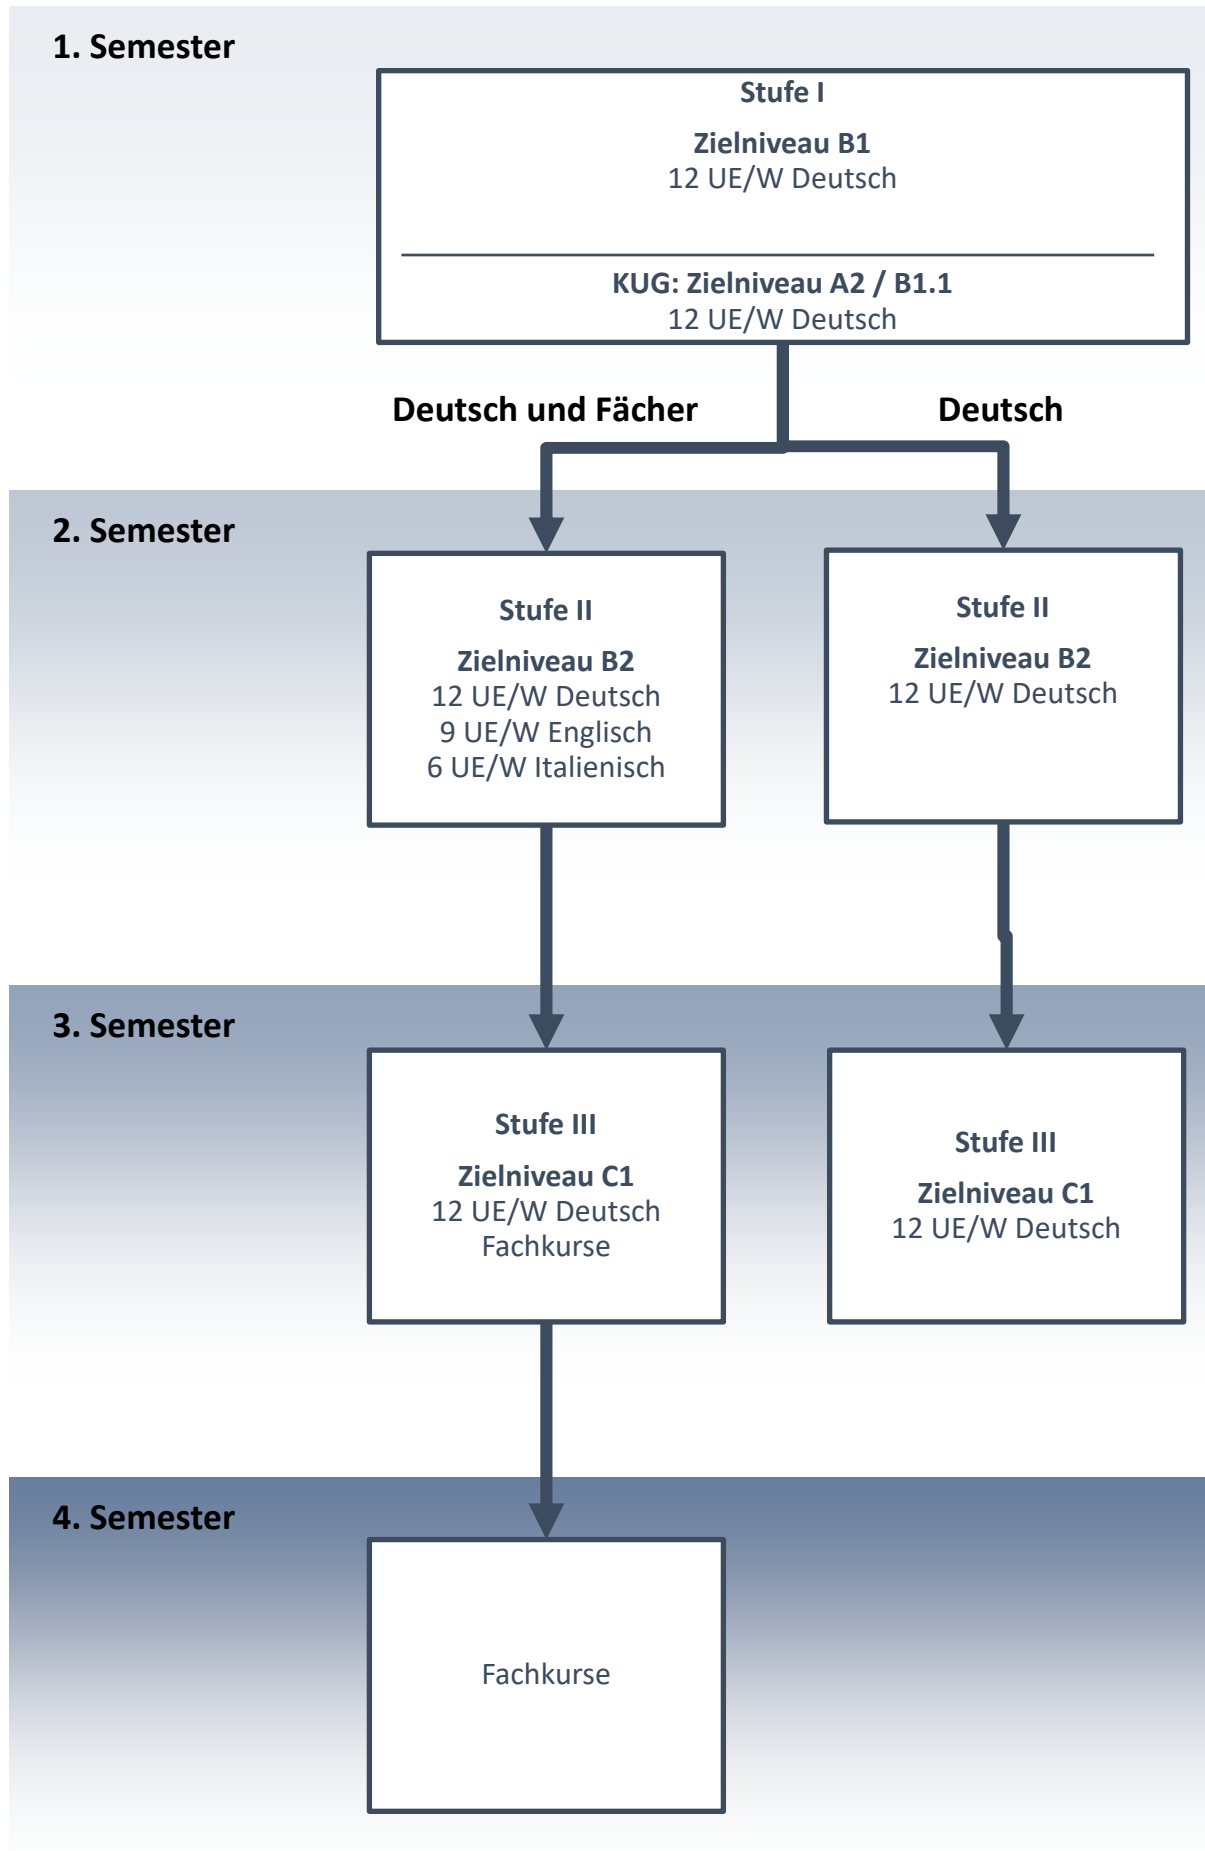 1. Semester
Stufe I
Zielniveau B1
12 UE/W Deutsch
KUG: Zielniveau A2 / B1.1
12 UE/W Deutsch
Deutsch und Fächer
Deutsch
2. Semester
Stufe II
Zielniveau B2
12 UE/W Deutsch
9 UE/W Englisch
6 UE/W Italienisch
Stufe II
Zielniveau B2
12 UE/W Deutsch
3. Semester
Stufe III
Zielniveau C1
12 UE/W Deutsch
Fachkurse
Stufe III
Zielniveau C1
12 UE/W Deutsch
4. Semester
Fachkurse